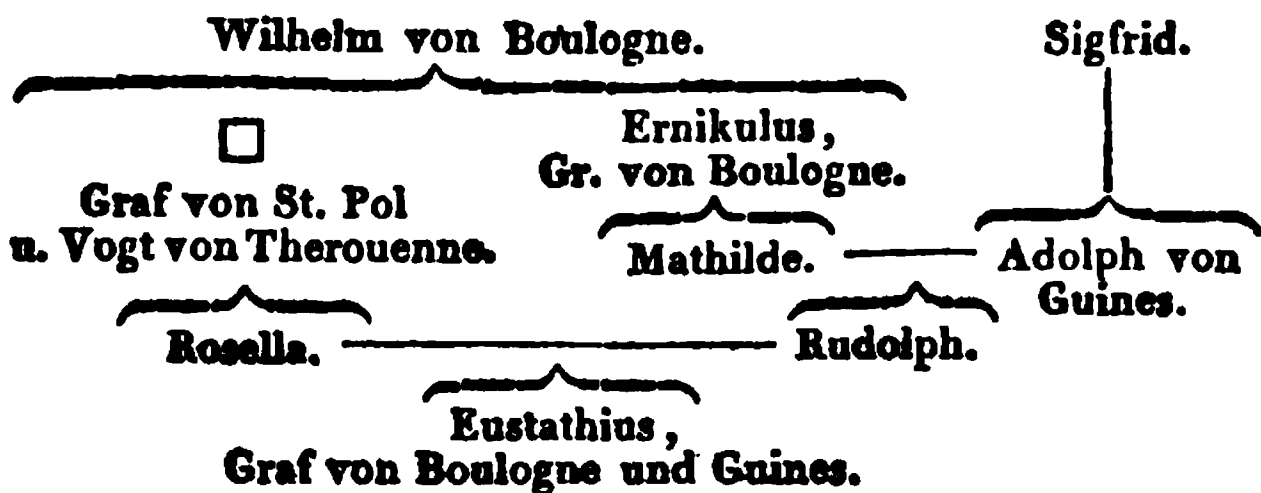 Wilhelm von Boulogne.
Sigfrid.
Ernikulus,
Gr. von Boulogne.
Graf von St. Pol
u. Vogt von Therouenne.
Mathilde.
Adolph von
Guines.
Rosella.
Rudolph.
Eustathius,
Graf von Boulogne und Guines.